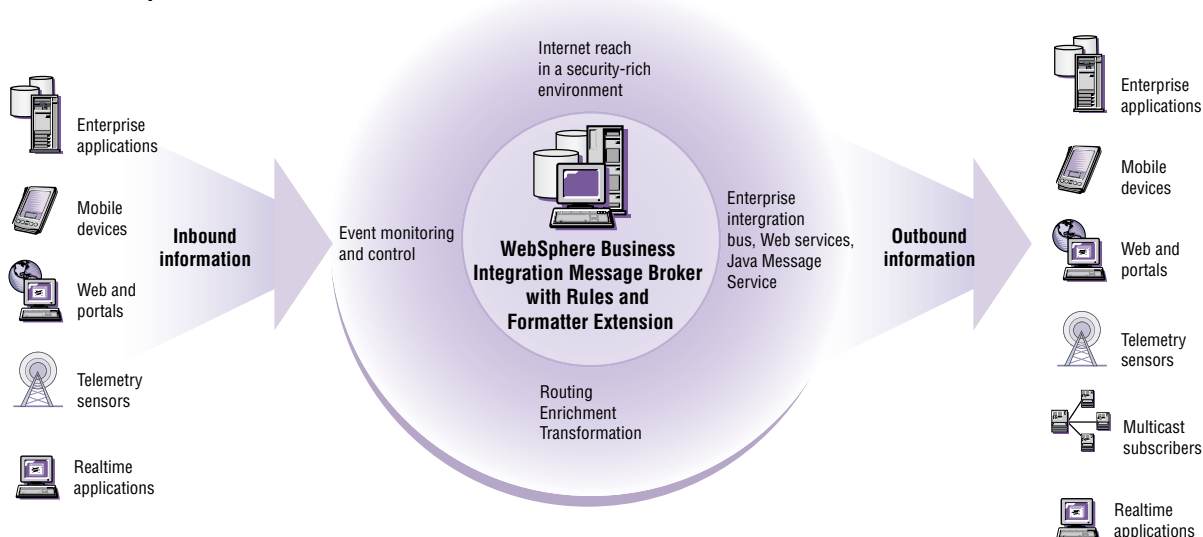 Enterprise
applications
Mobile
devices
Web and
portals
Telemetry
sensors
Realtime
applications
Inbound
information
Event monitoring
and control
Internet reach
in a security-rich
environment
WebSphere Business
Integration Message Broker
with Rules and
Formatter Extension
Routing
Enrichment
Transformation
Enterprise
intergration
bus, Web services,
Java Message
Service
Outbound
information
Enterprise
applications
Mobile
devices
Web and
portals
Telemetry
sensors
Multicast
subscribers
Realtime
applications